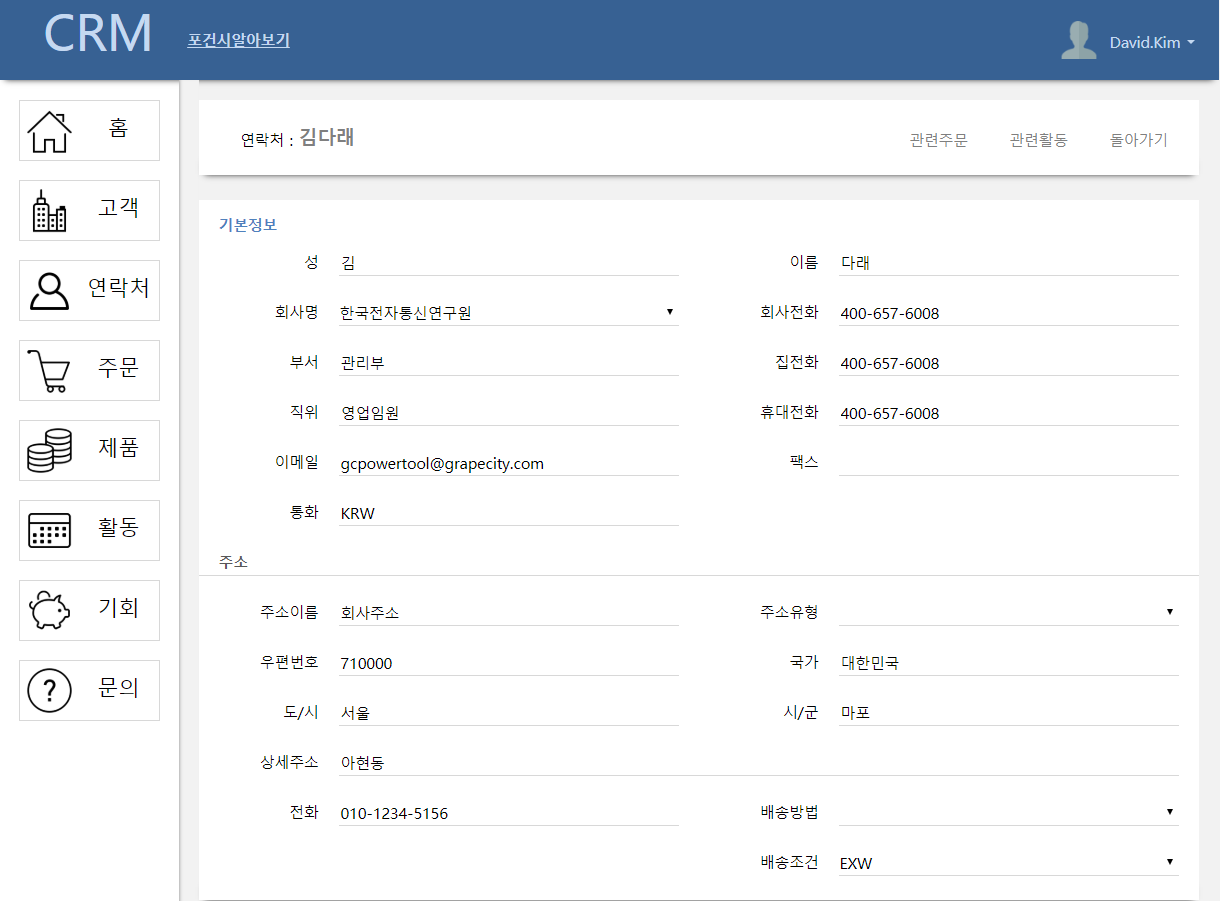 CRM 포건시알아보기 David.Kim
홈
고객
연락처
주문
제품
활동
기회
문의
연락처 : 김다래 관련주문 관련활동 돌아가기
기본정보
성 김 이름 다래
회사명 한국전자통신연구원 회사전화 400-657-6008
부서 관리부 집전화 400-657-6008
직위 영업임원 휴대전화 400-657-6008
이메일 gcpowertool@grapecity.com 팩스
통화 KRW
주소
주소이름 회사주소 주소유형
우편번호 710000 국가 대한민국
도/시 서울 시/군 마포
상세주소 아현동
전화 010-1234-5156 배송방법
배송조건 EXW